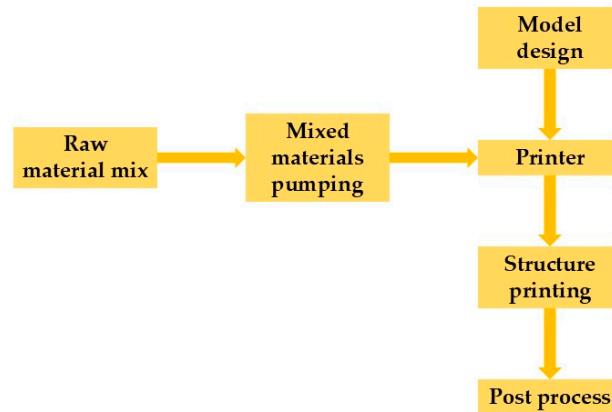 Model
design
Raw
material mix
Mixed
materials
pumping
Printer
Structure
printing
Post process